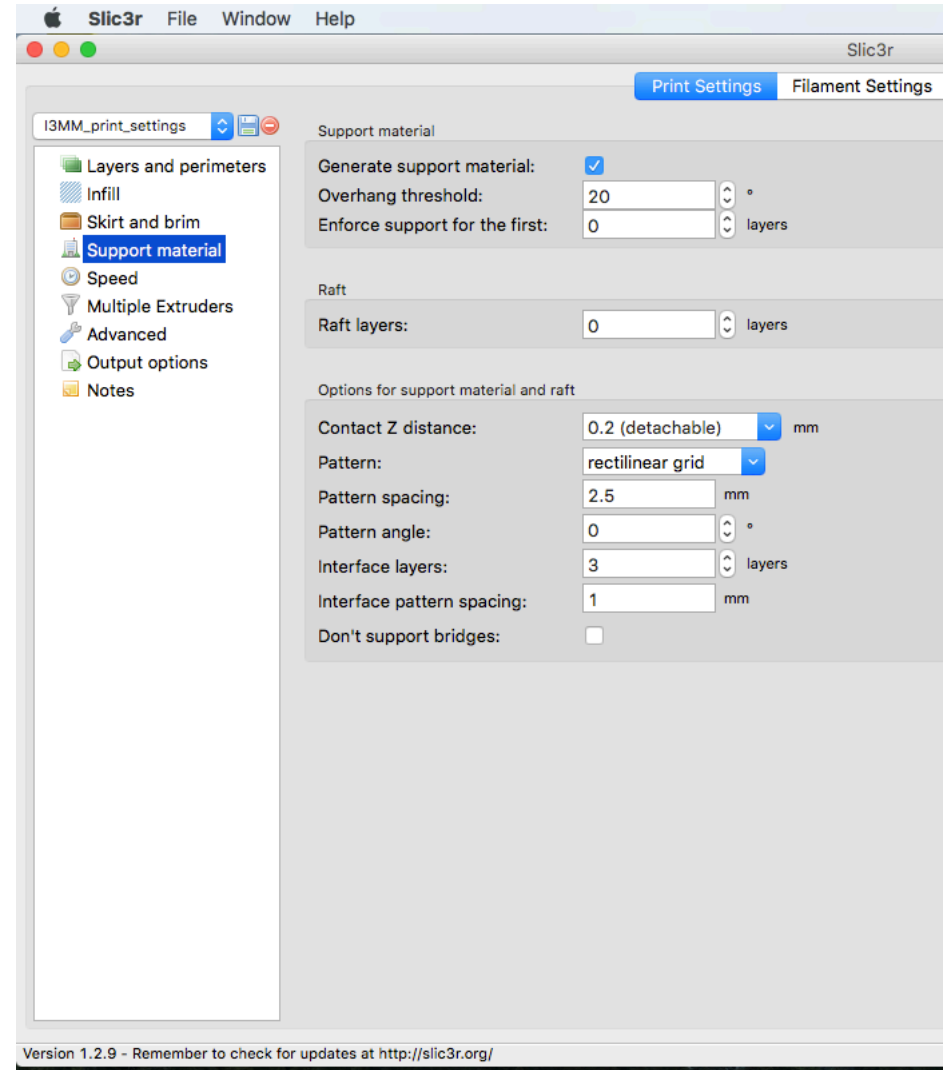 Slic3r File Window Help
Slic3r
Print Settings Filament Settings
I3MM_print_settings
Layers and perimeters
Infill
Skirt and brim
Support material
Speed
Multiple Extruders
Advanced
Output options
Notes
Support material
Generate support material:
Overhang threshold: 20 °
Enforce support for the first: 0 layers
Raft
Raft layers: 0 layers
Options for support material and raft
Contact Z distance: 0.2 (detachable) mm
Pattern: rectilinear grid
Pattern spacing: 2.5 mm
Pattern angle: 0 °
Interface layers: 3 layers
Interface pattern spacing: 1 mm
Don't support bridges:
Version 1.2.9 - Remember to check for updates at http://slic3r.org/